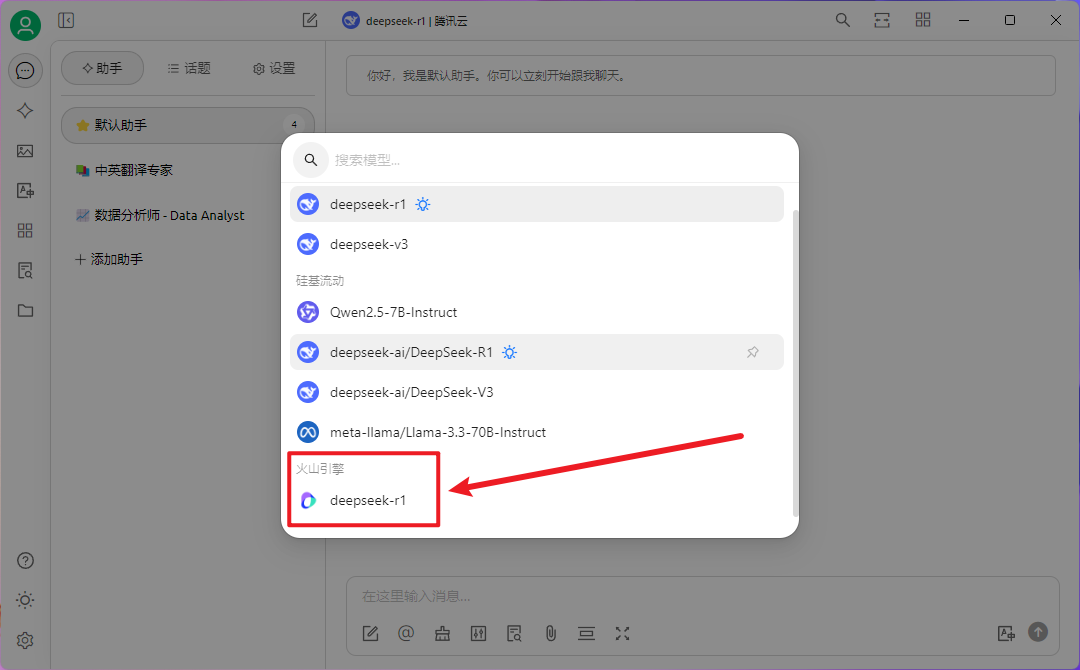 deepseek-r1 | 腾讯云
助手
话题
设置
你好，我是默认助手。你可以立刻开始跟我聊天。
默认助手
4
中英翻译专家
数据分析师 - Data Analyst
添加助手
搜索模型...
deepseek-r1
deepseek-v3
硅基流动
Qwen2.5-7B-Instruct
deepseek-ai/DeepSeek-R1
deepseek-ai/DeepSeek-V3
meta-llama/Llama-3.3-70B-Instruct
火山引擎
deepseek-r1
在这里输入消息...